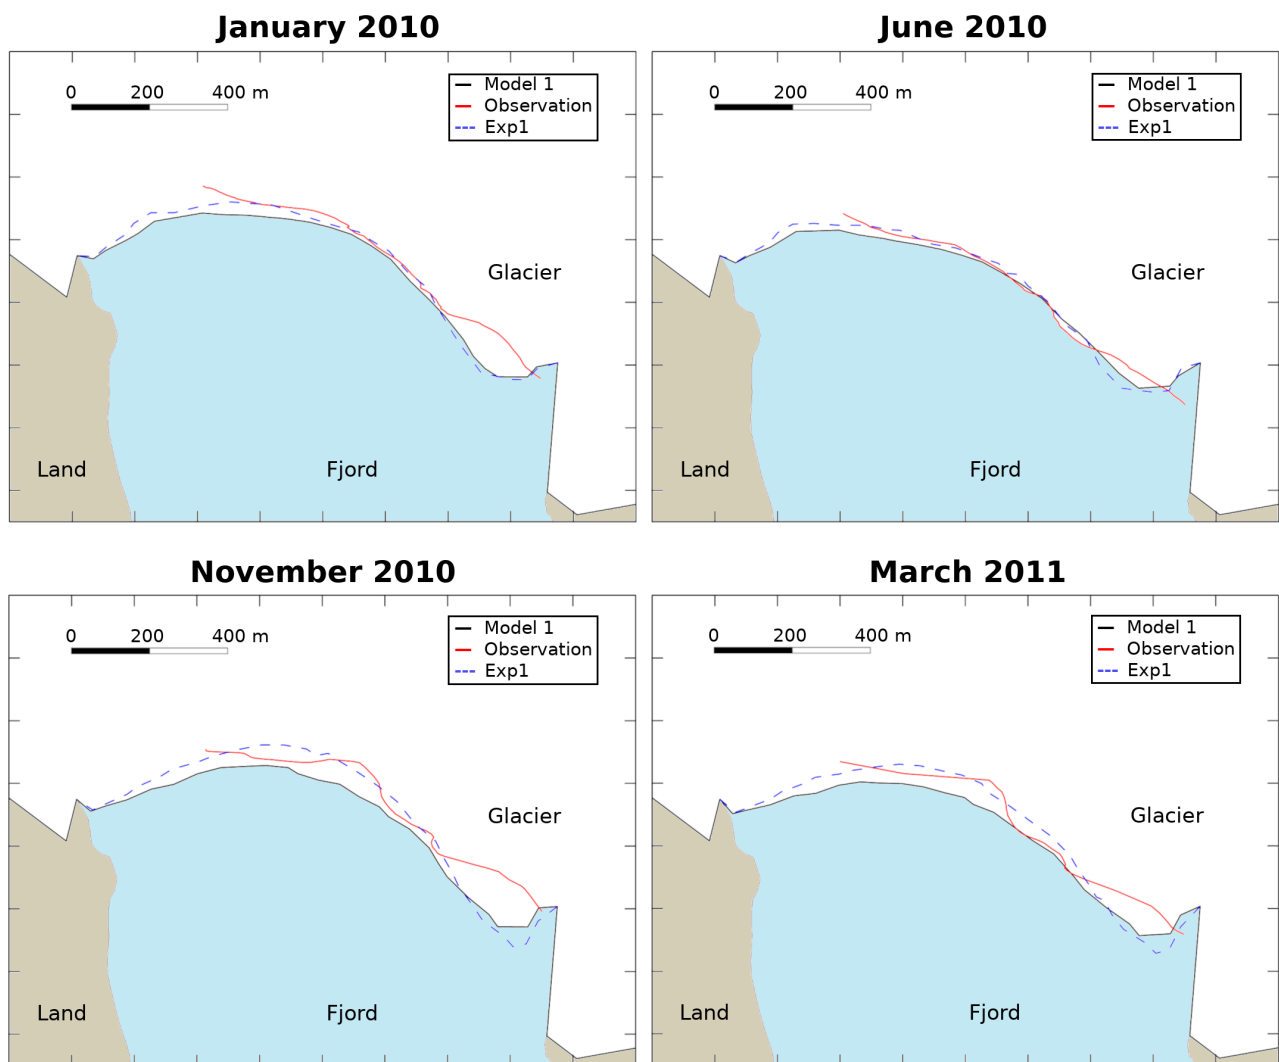 January 2010
0 200 400 m
Model 1
Observation
Exp1
Glacier
Land
Fjord
June 2010
0 200 400 m
Model 1
Observation
Exp1
Glacier
Land
Fjord
November 2010
0 200 400 m
Model 1
Observation
Exp1
Glacier
Land
Fjord
March 2011
0 200 400 m
Model 1
Observation
Exp1
Glacier
Land
Fjord